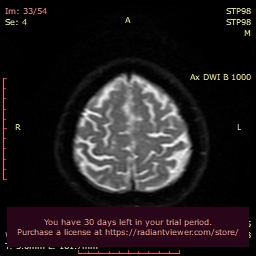 Im: 33/54
STP98
Se: 4
STP98
A
M
Ax DWI B 1000
R
L
You have 30 days left in your trial period.
Purchase a license at https://radiantviewer.com/store/